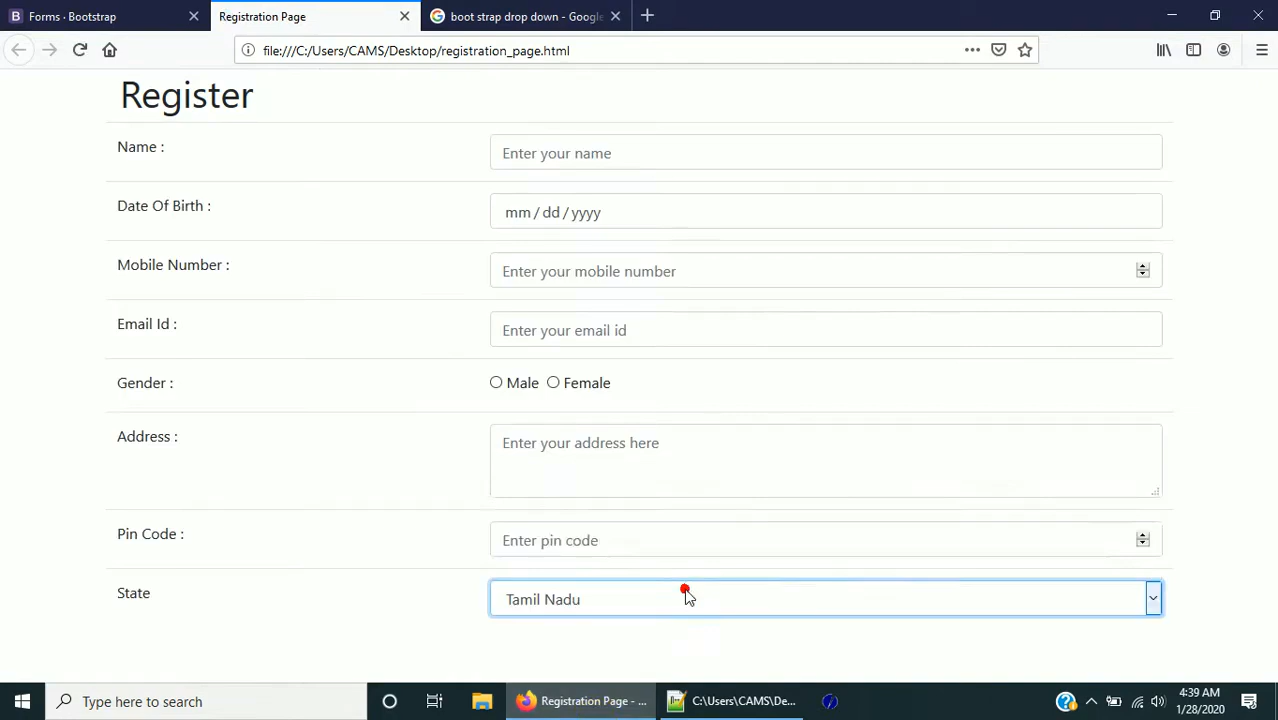 Forms · Bootstrap
Registration Page
boot strap drop down - Google
file:///C:/Users/CAMS/Desktop/registration_page.html
Register
Name :
Enter your name
Date Of Birth :
mm / dd / yyyy
Mobile Number :
Enter your mobile number
Email Id :
Enter your email id
Gender :
Male Female
Address :
Enter your address here
Pin Code :
Enter pin code
State
Tamil Nadu
Type here to search
Registration Page - ...
C:\Users\CAMS\De...
4:39 AM
1/28/2020